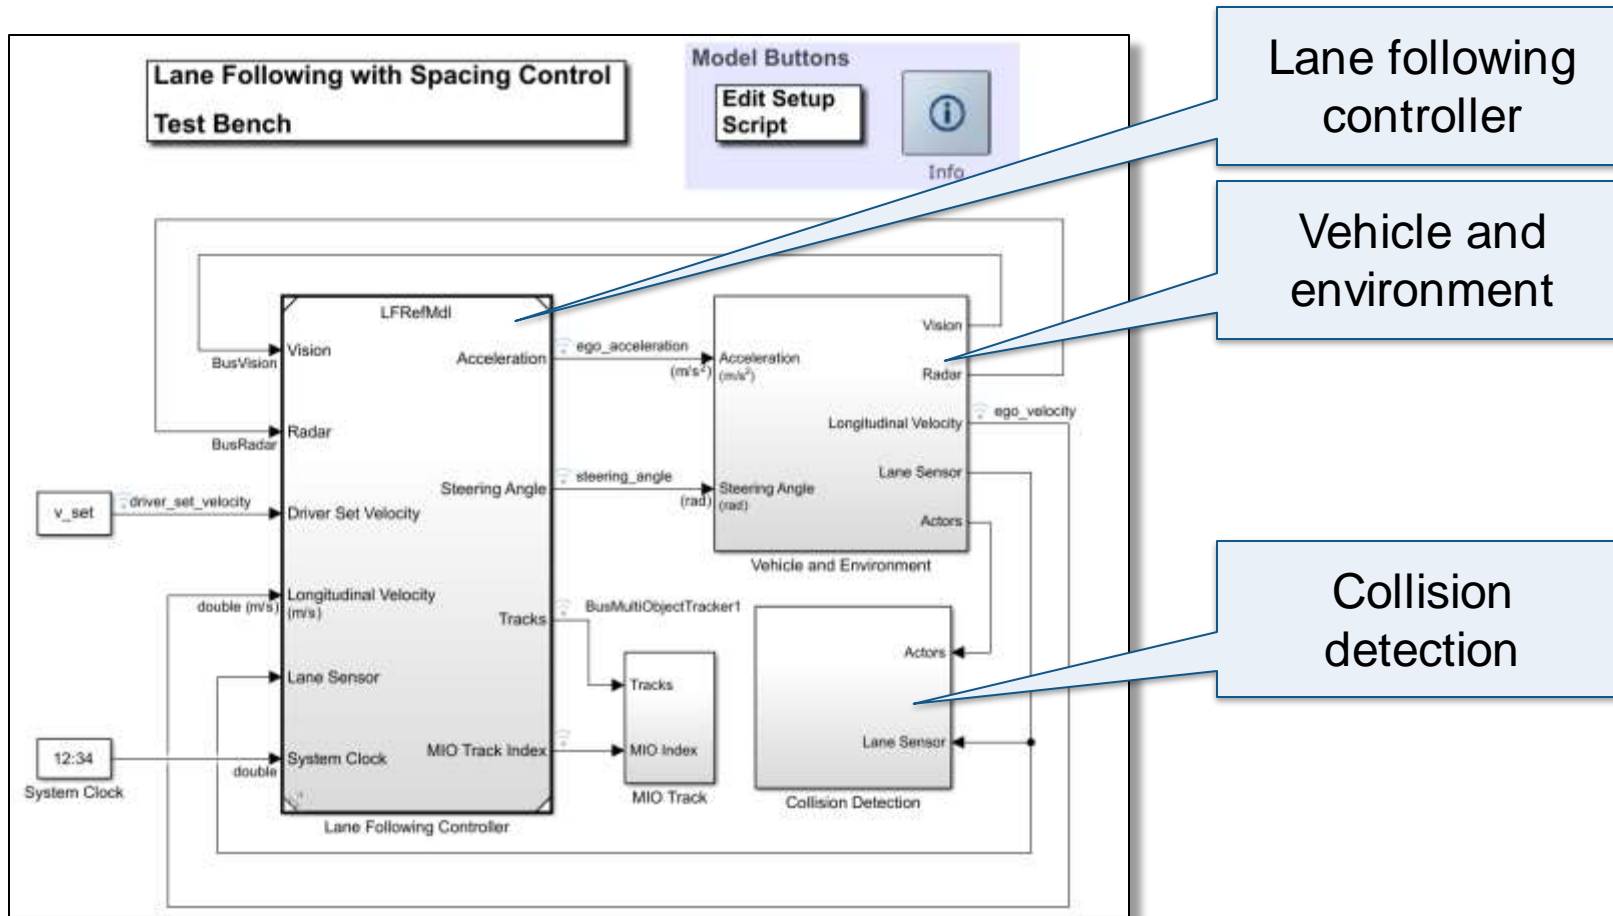 Lane Following with Spacing Control
Test Bench
Model Buttons
Edit Setup
Script
Info
Lane following
controller
Vehicle and
environment
Collision
detection
LFRefMdl
Vision
BusVision
Radar
BusRadar
v_set
driver_set_velocity
Driver Set Velocity
double (m/s)
Longitudinal Velocity
(m/s)
Lane Sensor
12:34
System Clock
double
System Clock
Acceleration
Steering Angle
Tracks
MIO Track Index
Lane Following Controller
ego_acceleration
(m/s²)
steering_angle
(rad)
BusMultiObjectTracker1
Acceleration
(m/s²)
Steering Angle
(rad)
Vision
Radar
Longitudinal Velocity
Lane Sensor
Actors
Vehicle and Environment
ego_velocity
Tracks
MIO Index
MIO Track
Actors
Lane Sensor
Collision Detection